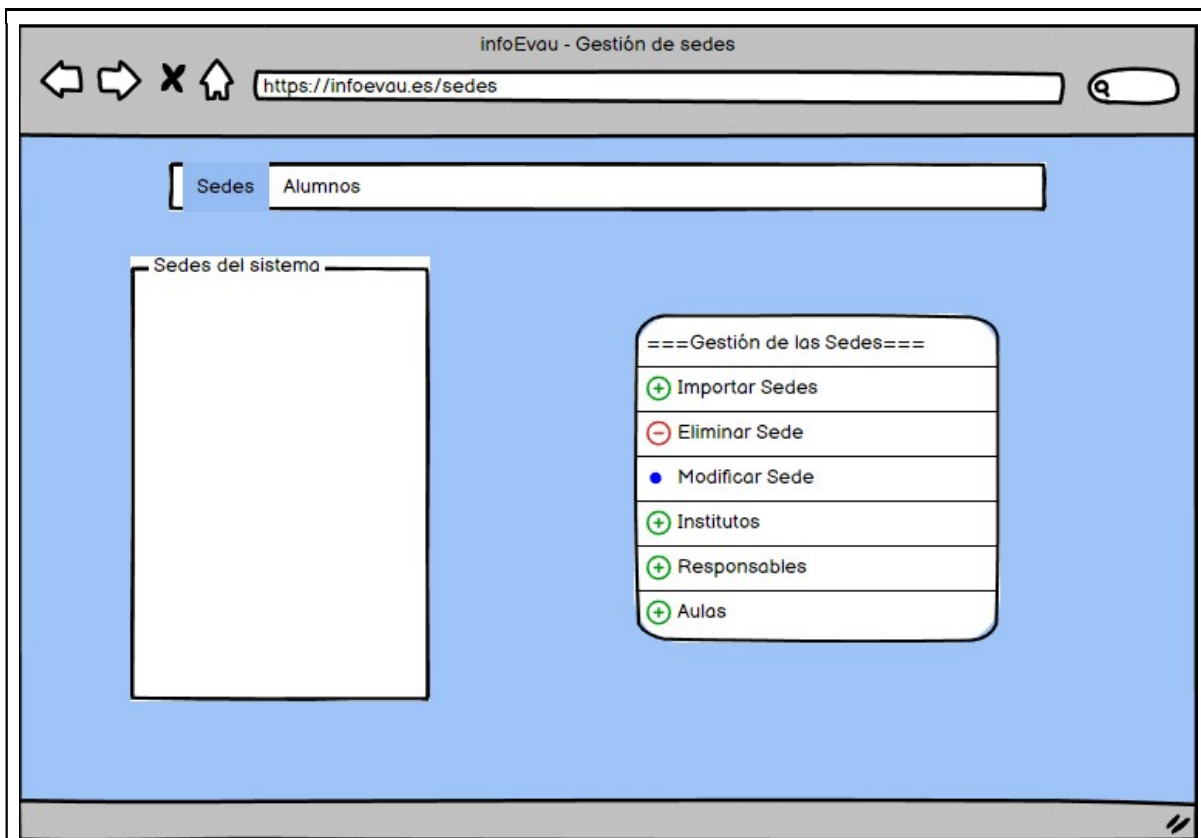 infoEvau - Gestión de sedes
https://infoevau.es/sedes
Sedes Alumnos
Sedes del sistema
===Gestión de las Sedes===
Importar Sedes
Eliminar Sede
Modificar Sede
Institutos
Responsables
Aulas